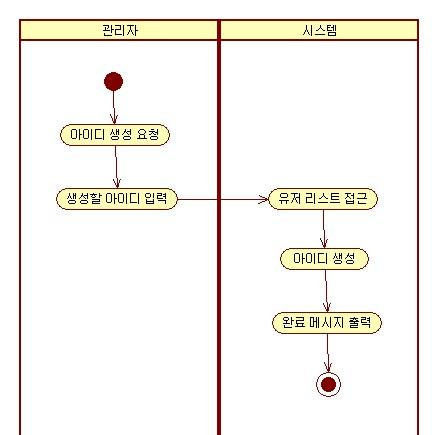 관리자
시스템
아이디 생성 요청
생성할 아이디 입력
유저 리스트 접근
아이디 생성
완료 메시지 출력